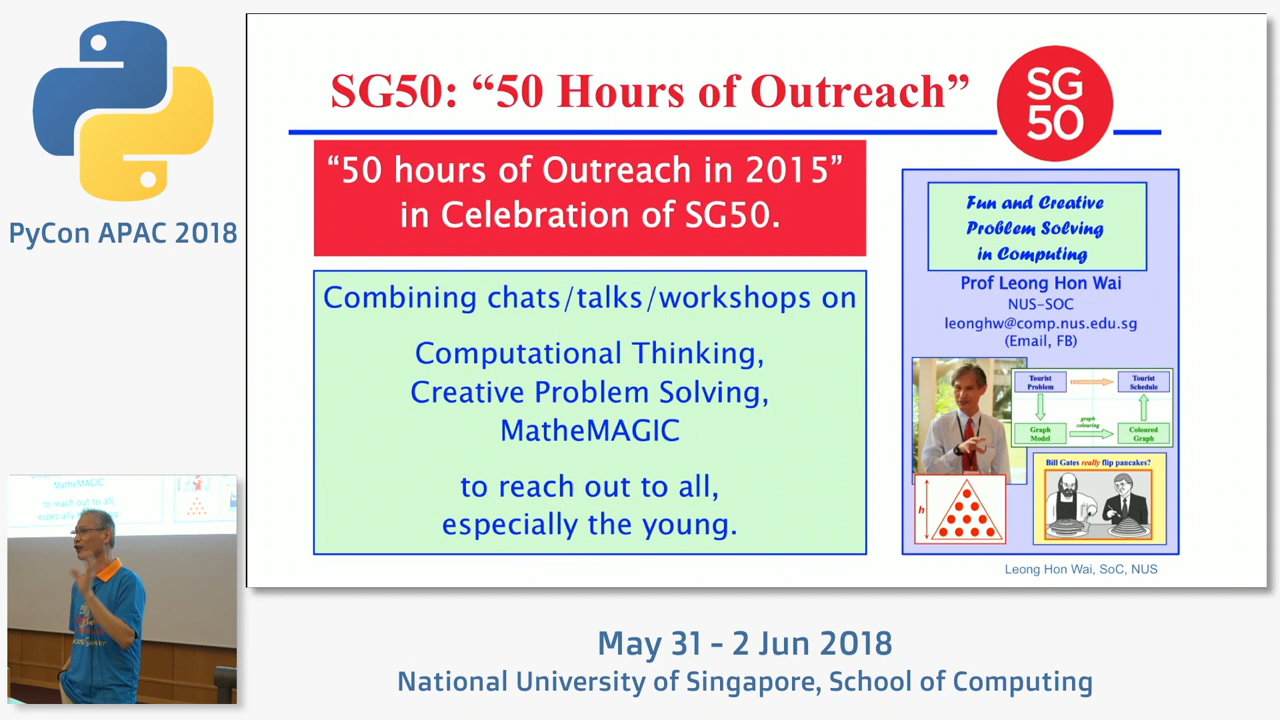 PyCon APAC 2018
SG50: “50 Hours of Outreach”
SG
50
“50 hours of Outreach in 2015”
in Celebration of SG50.
Combining chats/talks/workshops on
Computational Thinking,
Creative Problem Solving,
MatheMAGIC
to reach out to all,
especially the young.
Fun and Creative
Problem Solving
in Computing
Prof Leong Hon Wai
NUS-SOC
leonghw@comp.nus.edu.sg
(Email, FB)
Tourist
Problem
Tourist
Schedule
graph
colouring
Graph
Model
Coloured
Graph
h
Bill Gates really flip pancakes?
Leong Hon Wai, SoC, NUS
MatheMAGIC
to reach out to all,
especially the young.
May 31 - 2 Jun 2018
National University of Singapore, School of Computing